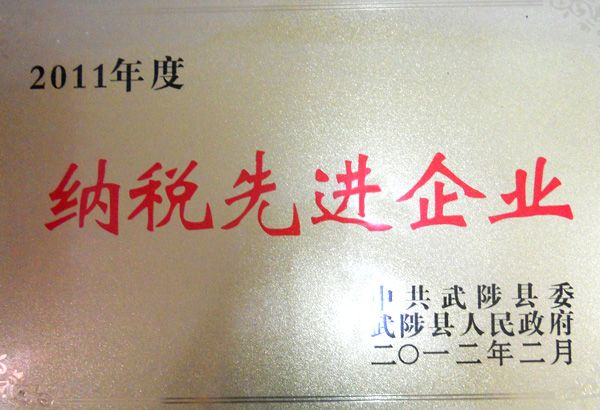 2011年度
纳税先进企业
中共武陟县委
武陟县人民政府
二〇一二年二月